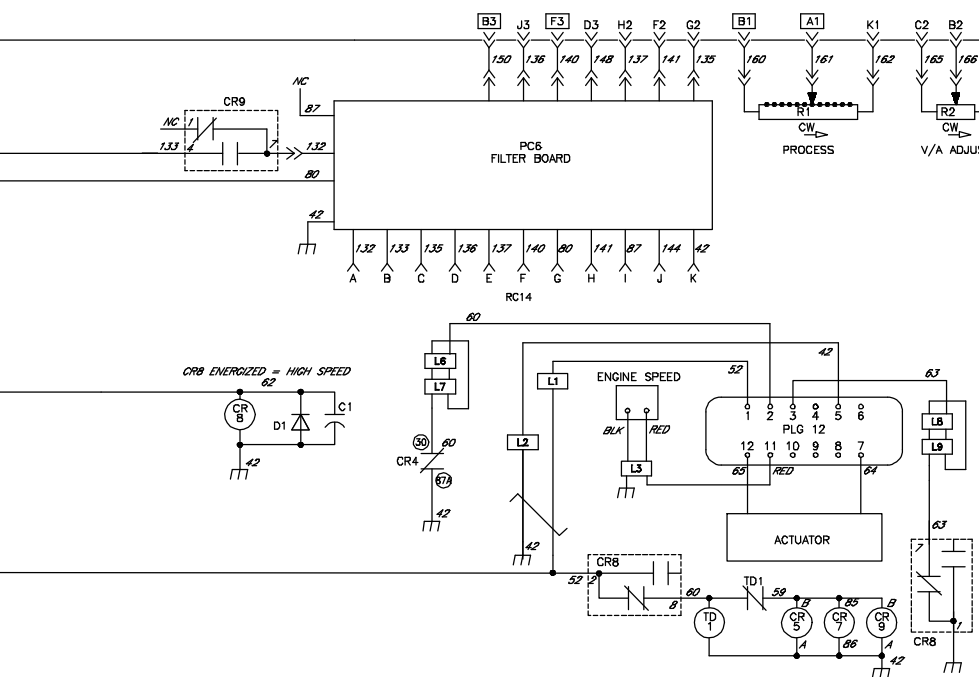 B3 J3 F3 D3 H2 F2 G2 B1 A1 K1 C2 B2
150 136 140 148 137 141 135 160 161 162 165 166
NC
CR9
87
R1 R2
NC 1
CW CW
133 4 7 132
PC6
FILTER BOARD
PROCESS V/A ADJUS
80
42
132 133 135 136 137 140 80 141 87 144 42
A B C D E F G H I J K
RC14
60
42
CR8 ENERGIZED = HIGH SPEED
62
L6
L7
52
L1
ENGINE SPEED
63
CR
8
D1
C1
1 2 3 4 5 6
PLG 12
L8
L9
BLK RED
30 60
CR4
87A
L2
12 11 10 9 8 7
L3
65 RED 64
42
42
ACTUATOR
63
7
42
CR8
52 2
8
60
TD1
59
TD
1
B
CR
5
A
85
CR
7
86
B
CR
9
A
42
1
CR8